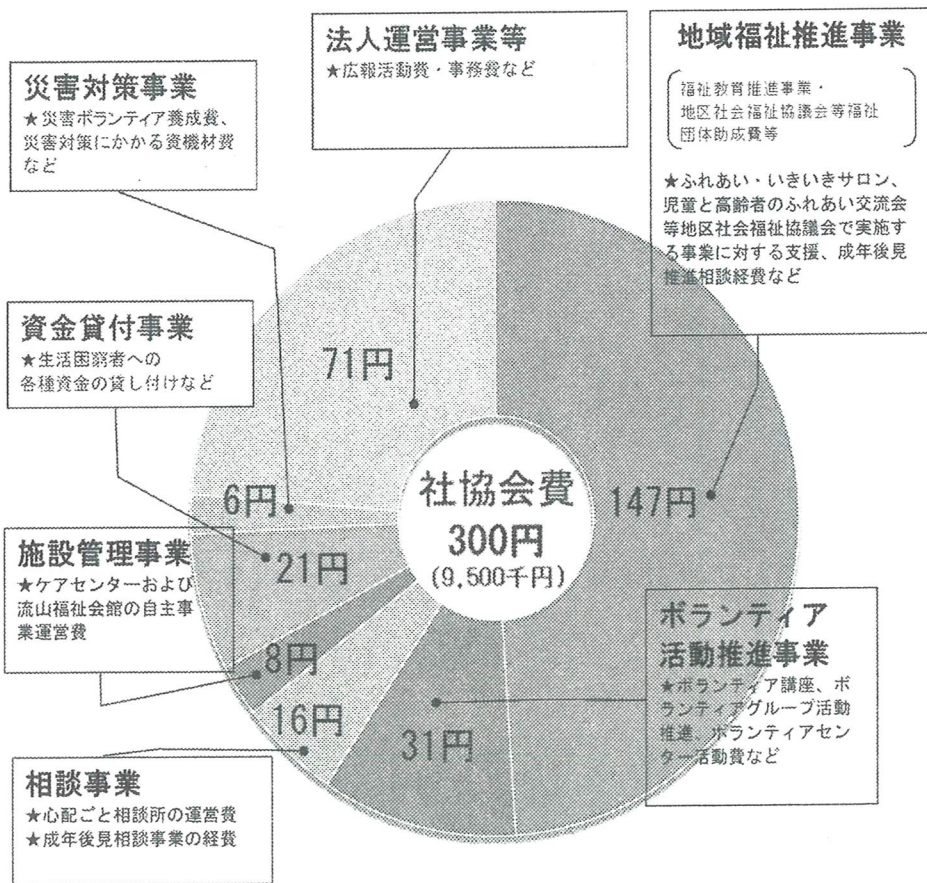 法人運営事業等
★広報活動費・事務費など
地域福祉推進事業
福祉教育推進事業・
地区社会福祉協議会等福祉
団体助成費等
★ふれあい・いきいきサロン、
児童と高齢者のふれあい交流会
等地区社会福祉協議会で実施す
る事業に対する支援、成年後見
推進相談経費など
災害対策事業
★災害ボランティア養成費、
災害対策にかかる資機材費
など
資金貸付事業
★生活困窮者への
各種資金の貸し付けなど
施設管理事業
★ケアセンターおよび
流山福祉会館の自主事
業運営費
相談事業
★心配ごと相談所の運営費
★成年後見相談事業の経費
ボランティア
活動推進事業
★ボランティア講座、ボ
ランティアグループ活動
推進、ボランティアセン
ター活動費など
71円
6円
21円
8円
16円
31円
147円
社協会費
300円
(9,500千円)